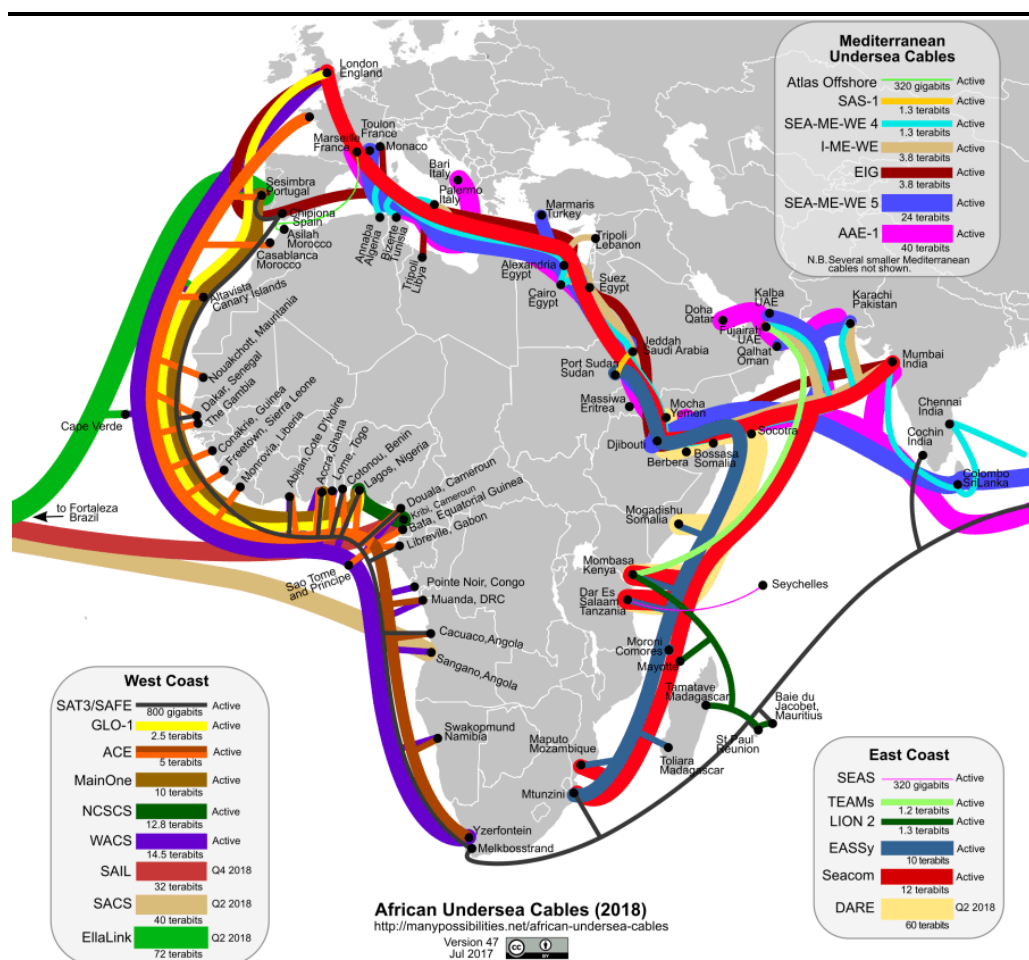 London
England
Toulon
France
Marseille
France
Monaco
Bari
Italy
Sesimbra
Portugal
Palermo
Italy
Marmaris
Turkey
Chipiona
Spain
Asilah
Morocco
Casablanca
Morocco
Annaba
Algeria
Bizerte
Tunisia
Tripoli
Libya
Tripoli
Lebanon
Alexandria
Egypt
Suez
Egypt
Cairo
Egypt
Altavista
Canary Islands
Doha
Qatar
Kalba
UAE
Fujairah
UAE
Qalhat
Oman
Karachi
Pakistan
Jeddah
Saudi Arabia
Port Sudan
Sudan
Mumbai
India
Nouakchott, Mauritania
Dakar, Senegal
The Gambia
Cape Verde
Conakrie, Guinea
Freetown, Sierra Leone
Monrovia, Liberia
Abijan,Cote D'Ivoire
Accra,Ghana
Lome, Togo
Cotonou, Benin
Lagos, Nigeria
Massiwa
Eritrea
Mocha
Yemen
Djibouti
Berbera
Bossasa
Somalia
Socotra
Chennai
India
Cochin
India
Colombo
SriLanka
Douala, Cameroun
Kribi, Cameroun
Bata, Equatorial Guinea
Libreville, Gabon
to Fortaleza
Brazil
Sao Tome
and Principe
Mogadishu
Somalia
Mombasa
Kenya
Dar Es
Salaam
Tanzania
Seychelles
Pointe Noir, Congo
Muanda, DRC
Cacuaco,Angola
Sangano,Angola
Moroni
Comores
Mayotte
Tamatave
Madagascar
Baie du
Jacobet,
Mauritius
St Paul
Reunion
Swakopmund
Namibia
Maputo
Mozambique
Toliara
Madagascar
Mtunzini
Yzerfontein
Melkbosstrand
Mediterranean
Undersea Cables
Atlas Offshore 320 gigabits Active
SAS-1 1.3 terabits Active
SEA-ME-WE 4 1.3 terabits Active
I-ME-WE 3.8 terabits Active
EIG 3.8 terabits Active
SEA-ME-WE 5 24 terabits Active
AAE-1 40 terabits Active
N.B. Several smaller Mediterranean
cables not shown.
West Coast
SAT3/SAFE 800 gigabits Active
GLO-1 2.5 terabits Active
ACE 5 terabits Active
MainOne 10 terabits Active
NCSCS 12.8 terabits Active
WACS 14.5 terabits Active
SAIL 32 terabits Q4 2018
SACS 40 terabits Q2 2018
EllaLink 72 terabits Q2 2018
East Coast
SEAS 320 gigabits Active
TEAMs 1.2 terabits Active
LION 2 1.3 terabits Active
EASSy 10 terabits Active
Seacom 12 terabits Active
DARE 60 terabits Q2 2018
African Undersea Cables (2018)
http://manypossibilities.net/african-undersea-cables
Version 47
Jul 2017
cc
BY